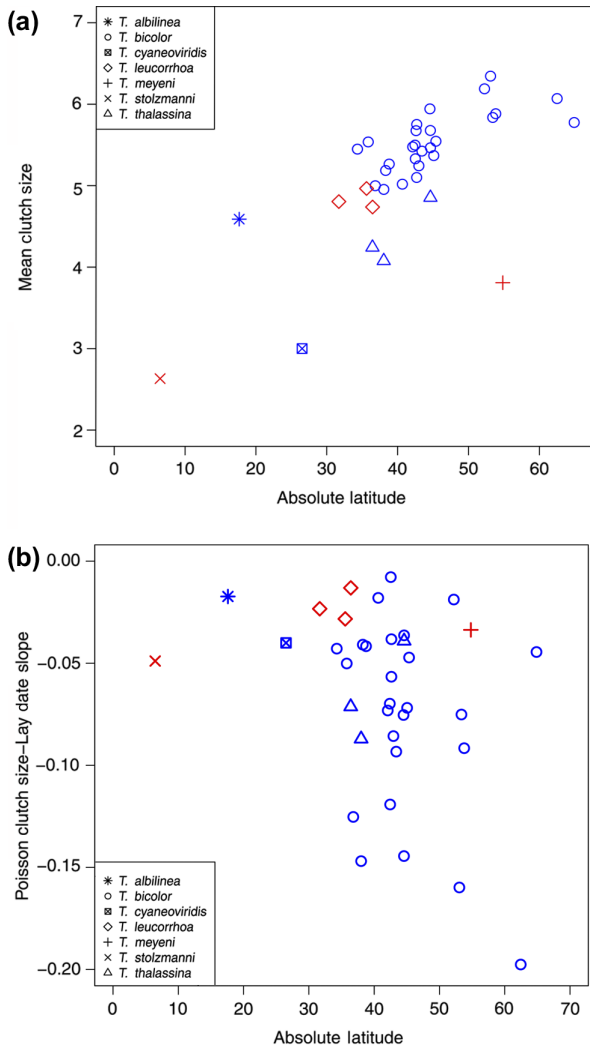 (a)
T. albilinea
T. bicolor
T. cyaneoviridis
T. leucorrhoa
T. meyeni
T. stolzmanni
T. thalassina
7
6
5
4
3
2
Mean clutch size
0 10 20 30 40 50 60
Absolute latitude
(b)
0.00
−0.05
−0.10
−0.15
−0.20
Poisson clutch size–Lay date slope
T. albilinea
T. bicolor
T. cyaneoviridis
T. leucorrhoa
T. meyeni
T. stolzmanni
T. thalassina
0 10 20 30 40 50 60 70
Absolute latitude